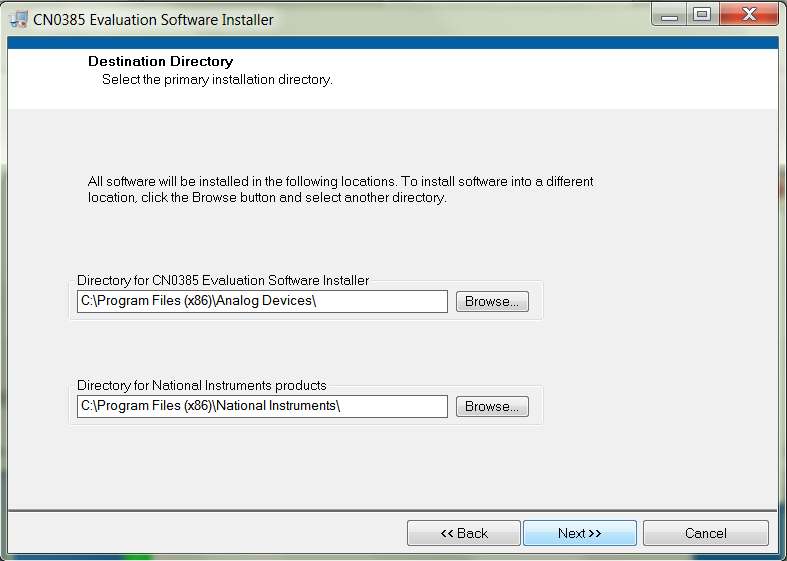 CN0385 Evaluation Software Installer
Destination Directory
Select the primary installation directory.
All software will be installed in the following locations. To install software into a different
location, click the Browse button and select another directory.
Directory for CN0385 Evaluation Software Installer
C:\Program Files (x86)\Analog Devices\
Browse...
Directory for National Instruments products
C:\Program Files (x86)\National Instruments\
Browse...
<< Back
Next >>
Cancel